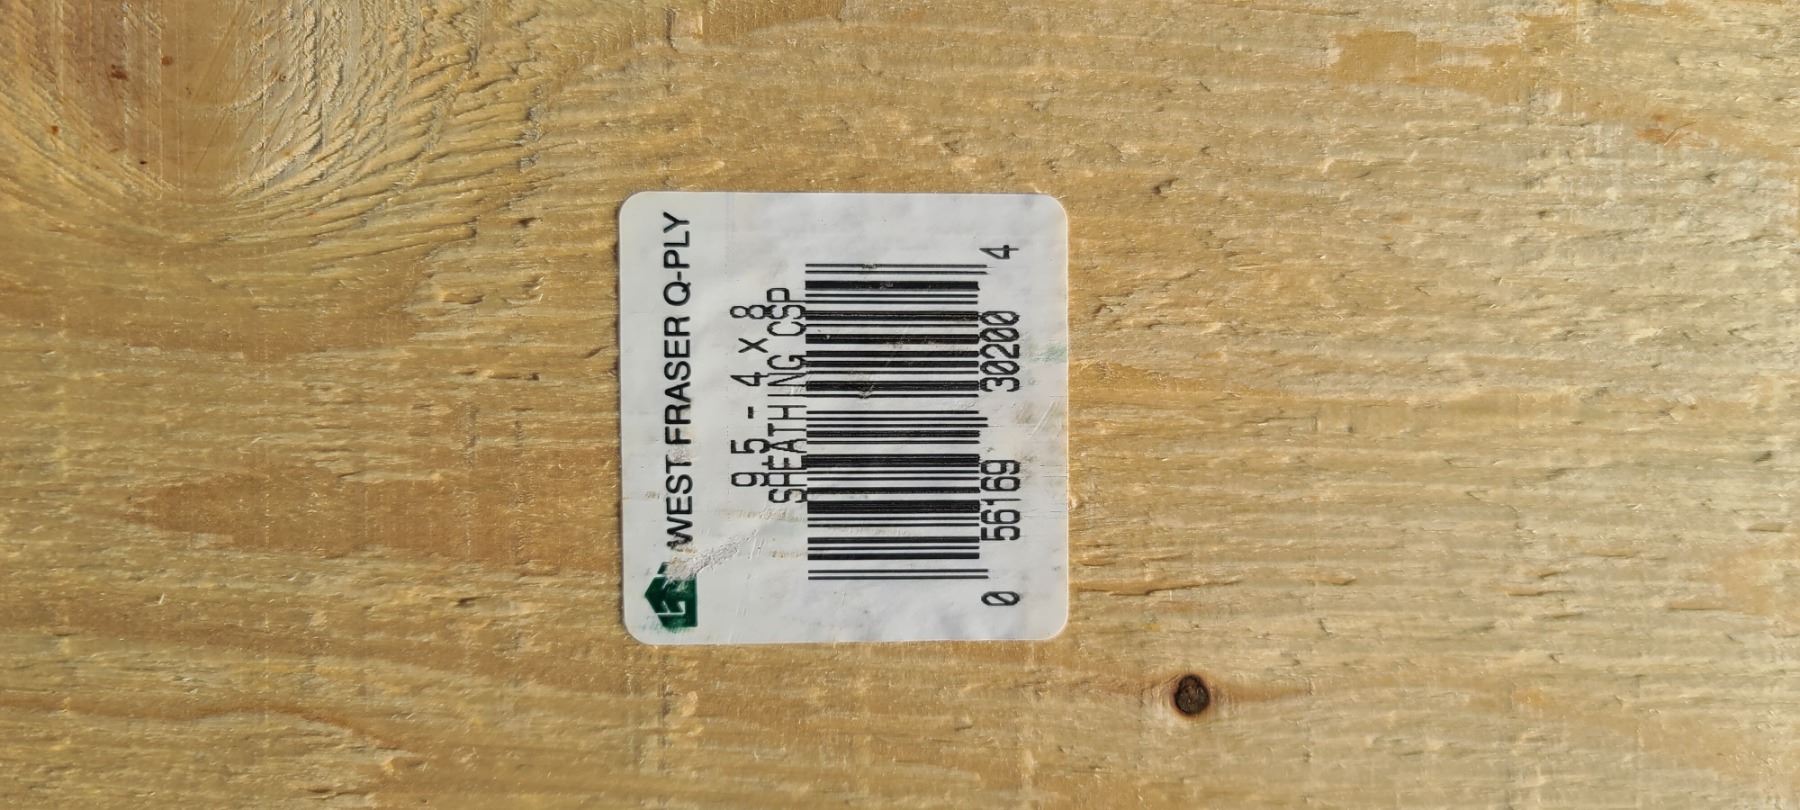 WEST FRASER Q-PLY
9.5 - 4 X 8
SHEATHING CSP
0 56169 30200 4